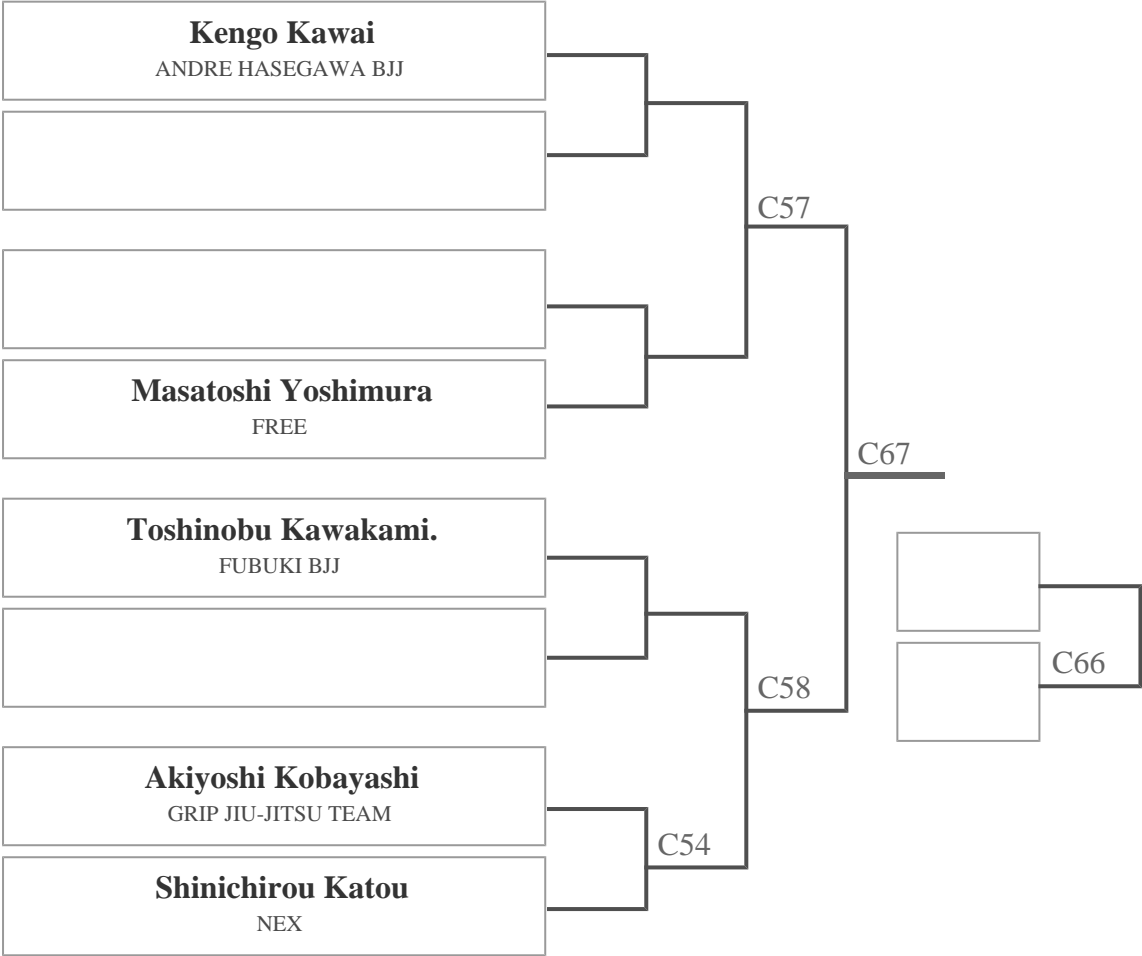 Kengo Kawai
ANDRE HASEGAWA BJJ
C57
Masatoshi Yoshimura
FREE
C67
Toshinobu Kawakami.
FUBUKI BJJ
C66
C58
Akiyoshi Kobayashi
GRIP JIU-JITSU TEAM
C54
Shinichirou Katou
NEX